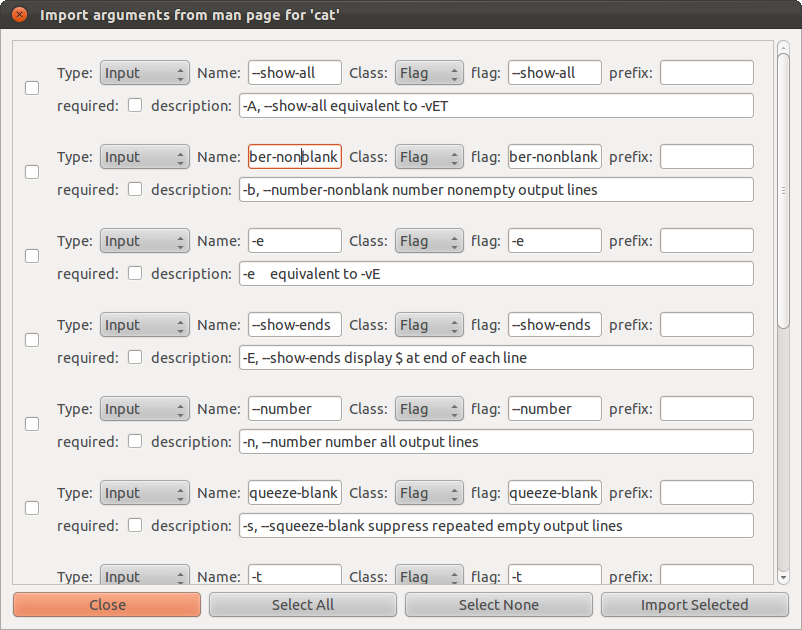 Import arguments from man page for 'cat'
Type: Input Name: --show-all Class: Flag flag: --show-all prefix:
required: description: -A, --show-all equivalent to -vET
Type: Input Name: ber-nonblank Class: Flag flag: ber-nonblank prefix:
required: description: -b, --number-nonblank number nonempty output lines
Type: Input Name: -e Class: Flag flag: -e prefix:
required: description: -e equivalent to -vE
Type: Input Name: --show-ends Class: Flag flag: --show-ends prefix:
required: description: -E, --show-ends display $ at end of each line
Type: Input Name: --number Class: Flag flag: --number prefix:
required: description: -n, --number number all output lines
Type: Input Name: queeze-blank Class: Flag flag: queeze-blank prefix:
required: description: -s, --squeeze-blank suppress repeated empty output lines
Type: Input Name: -t Class: Flag flag: -t prefix:
Close Select All Select None Import Selected